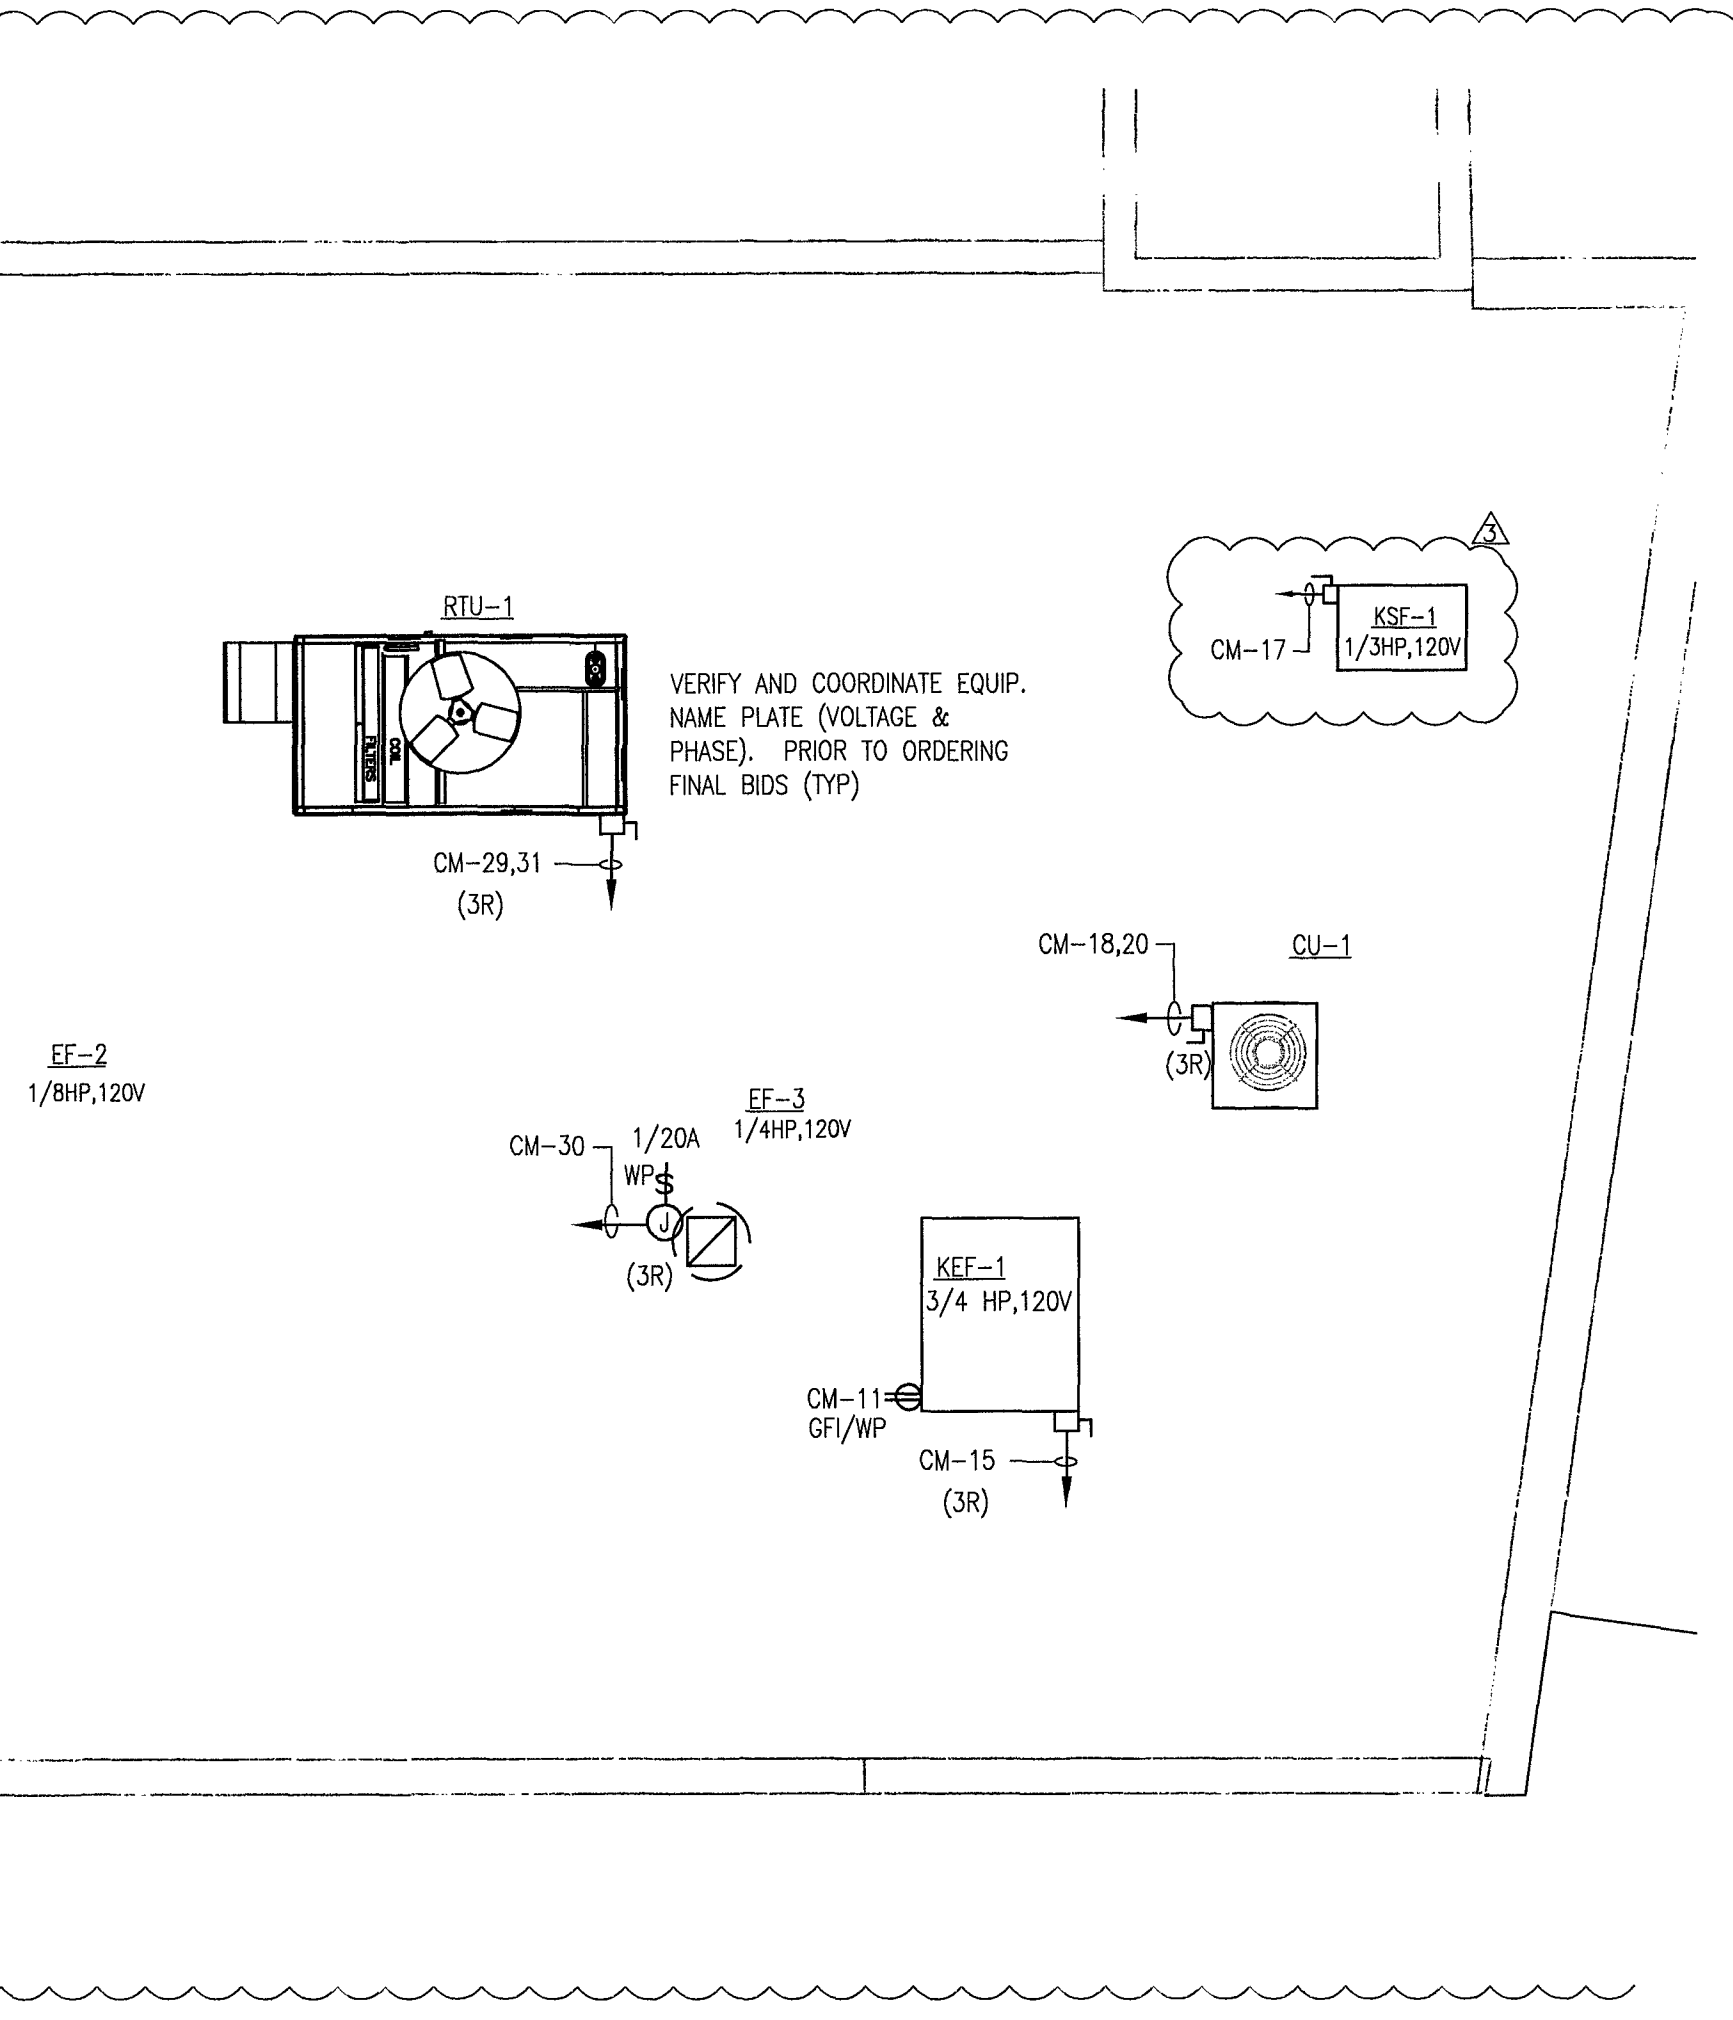 3
KSF-1
1/3HP,120V
CM-17
RTU-1
FILTERS
COIL
VERIFY AND COORDINATE EQUIP.
NAME PLATE (VOLTAGE &
PHASE). PRIOR TO ORDERING
FINAL BIDS (TYP)
CM-29,31
(3R)
CM-18,20
CU-1
(3R)
EF-2
1/8HP,120V
EF-3
1/4HP,120V
CM-30
1/20A
WP
$
J
(3R)
KEF-1
3/4 HP,120V
CM-11
GFI/WP
CM-15
(3R)